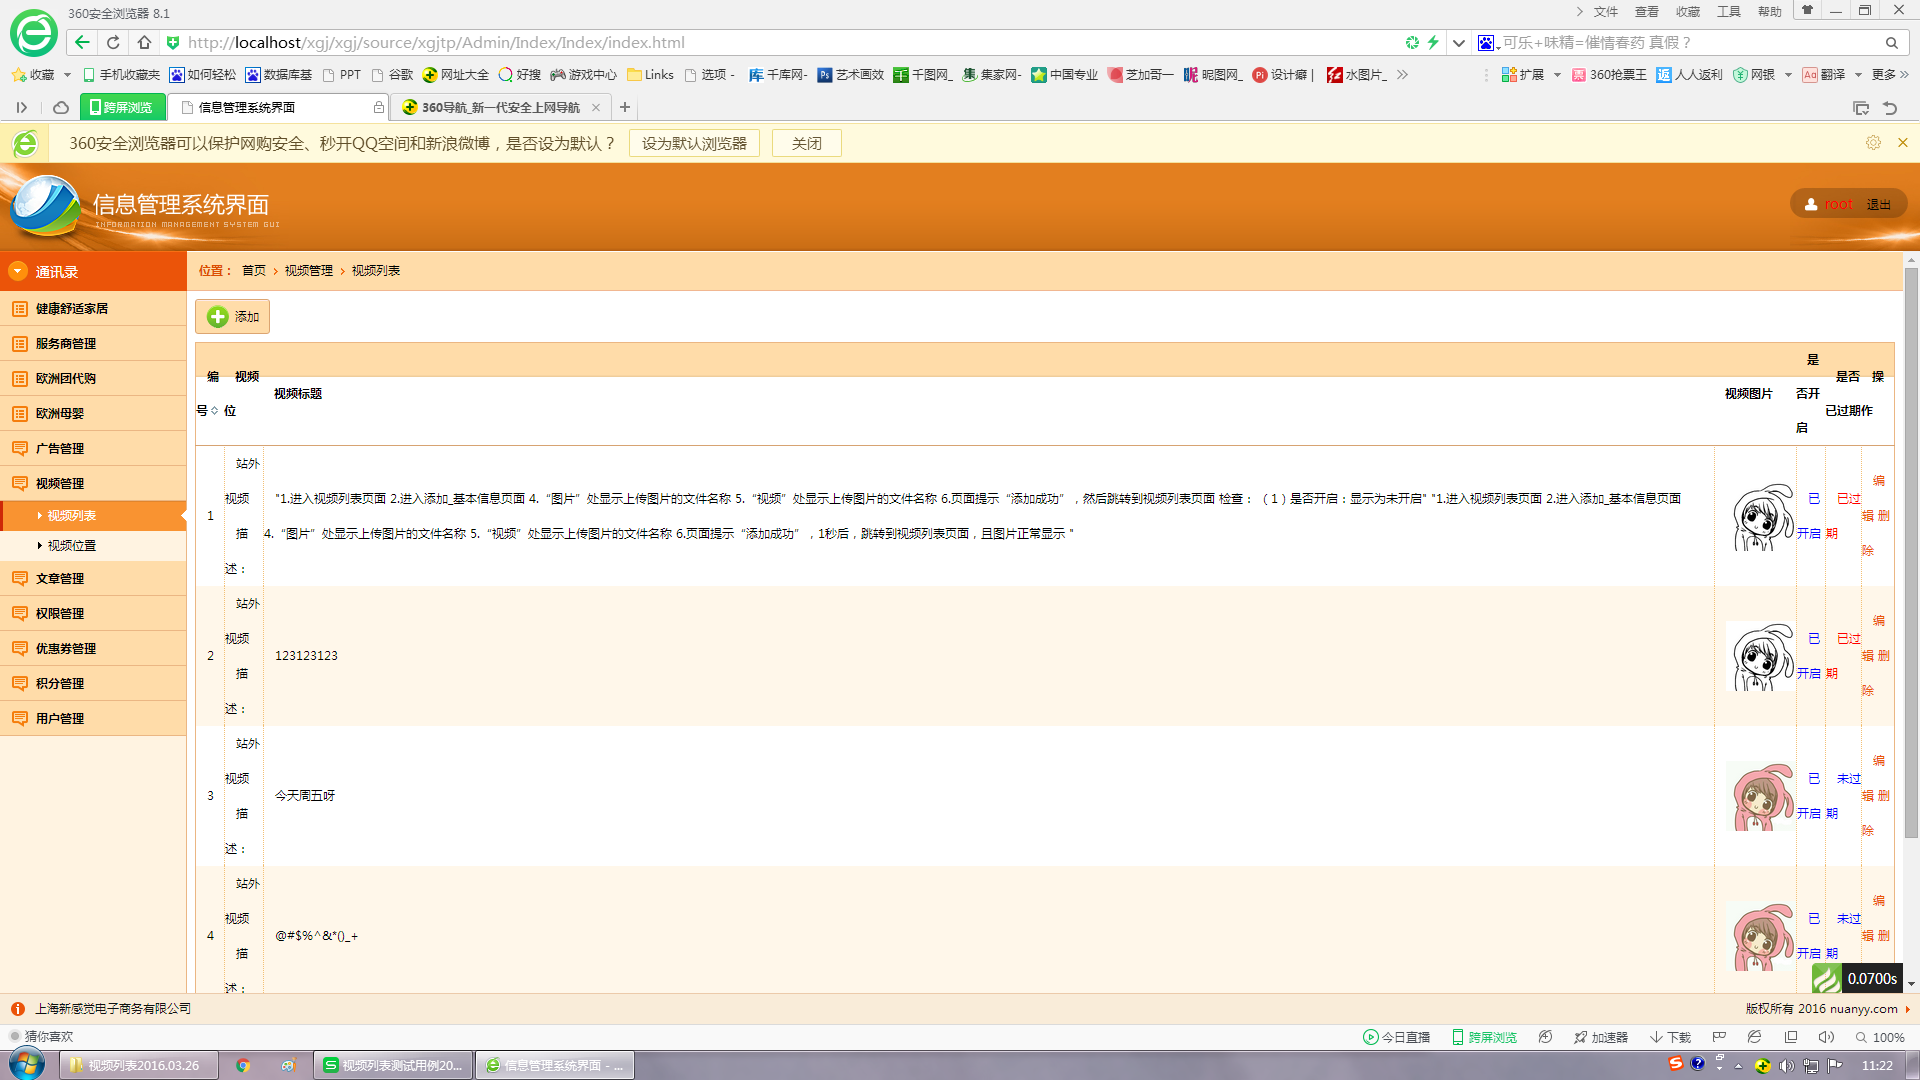 360安全浏览器 8.1
文件 查看 收藏 工具 帮助
http://localhost/xgj/xgj/source/xgjtp/Admin/Index/Index/index.html
可乐+味精=催情春药 真假？
收藏 手机收藏夹 如何轻松 数据库基 PPT 谷歌 网址大全 好搜 游戏中心 Links 选项 - 千库网- 艺术画效 千图网_ 集家网- 中国专业 芝加哥一 昵图网_ 设计癖 | 水图片_ 扩展 360抢票王 人人返利 网银 翻译 更多
跨屏浏览 信息管理系统界面 360导航_新一代安全上网导航
360安全浏览器可以保护网购安全、秒开QQ空间和新浪微博，是否设为默认？ 设为默认浏览器 关闭
信息管理系统界面
INFORMATION MANAGEMENT SYSTEM GUI
root 退出
通讯录
健康舒适家居
服务商管理
欧洲团代购
欧洲母婴
广告管理
视频管理
视频列表
视频位置
文章管理
权限管理
优惠券管理
积分管理
用户管理
位置： 首页 › 视频管理 › 视频列表
添加
编号 视频位 视频标题 视频图片 是否开启 是否已过期 操作
1 站外视频描述： "1.进入视频列表页面 2.进入添加_基本信息页面 4.“图片”处显示上传图片的文件名称 5.“视频”处显示上传图片的文件名称 6.页面提示“添加成功”，然后跳转到视频列表页面 检查： （1）是否开启：显示为未开启" "1.进入视频列表页面 2.进入添加_基本信息页面
4.“图片”处显示上传图片的文件名称 5.“视频”处显示上传图片的文件名称 6.页面提示“添加成功”，1秒后，跳转到视频列表页面，且图片正常显示 " 已开启 已过期 编辑 删除
2 站外视频描述： 123123123 已开启 已过期 编辑 删除
3 站外视频描述： 今天周五呀 已开启 未过期 编辑 删除
4 站外视频描述： @#$%^&*()_+ 已开启 未过期 编辑 删
0.0700s
上海新感觉电子商务有限公司
版权所有 2016 nuanyy.com
猜你喜欢
今日直播 跨屏浏览 加速器 下载 100%
视频列表2016.03.26 视频列表测试用例20... 信息管理系统界面 - ... 11:22